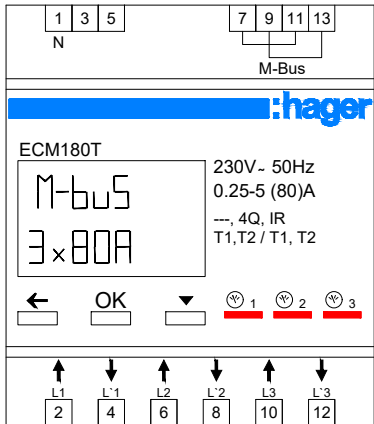 1 3 5 7 9 11 13
N
M-Bus
:hager
ECM180T
230V~ 50Hz
0.25-5 (80)A
---, 4Q, IR
T1,T2 / T1, T2
M-bus
3x80A
← OK ▼ 1 2 3
L1 L`1 L2 L`2 L3 L`3
2 4 6 8 10 12